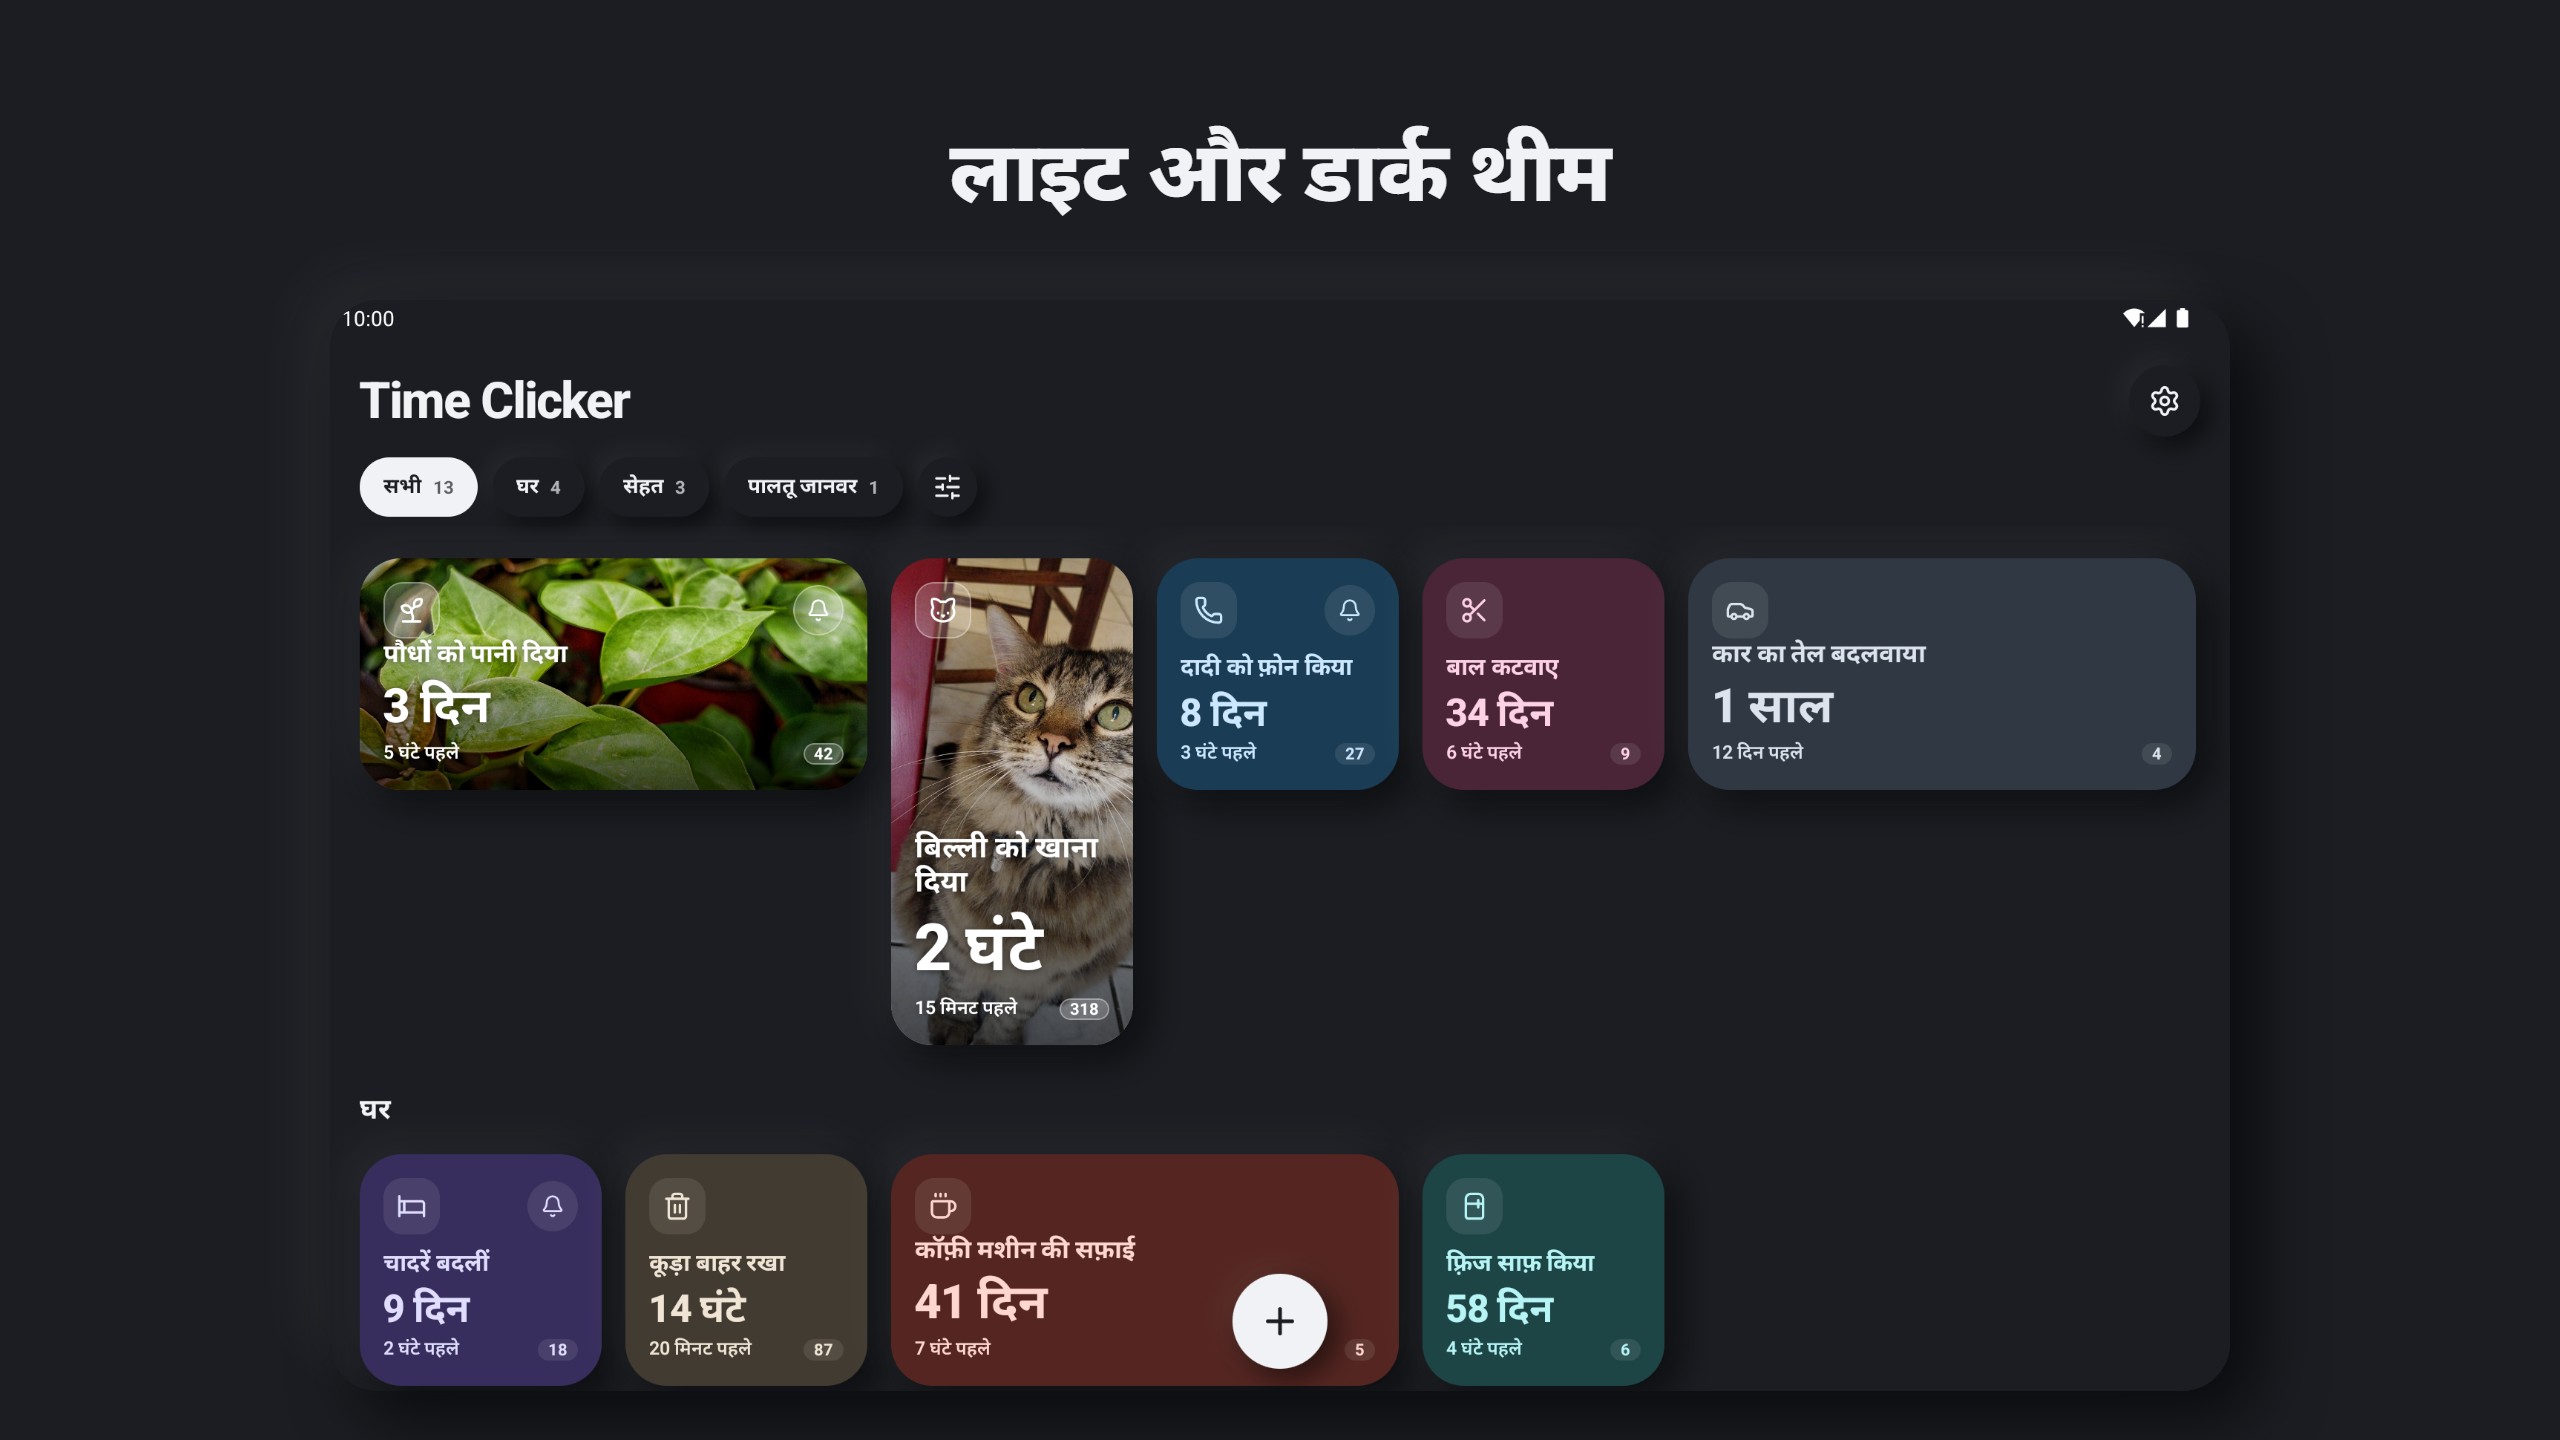 लाइट और डार्क थीम
10:00
Time Clicker
सभी 13
घर 4
सेहत 3
पालतू जानवर 1
पौधों को पानी दिया
3 दिन
5 घंटे पहले
42
बिल्ली को खाना
दिया
2 घंटे
15 मिनट पहले
318
दादी को फ़ोन किया
8 दिन
3 घंटे पहले
27
बाल कटवाए
34 दिन
6 घंटे पहले
9
कार का तेल बदलवाया
1 साल
12 दिन पहले
4
घर
चादरें बदलीं
9 दिन
2 घंटे पहले
18
कूड़ा बाहर रखा
14 घंटे
20 मिनट पहले
87
कॉफ़ी मशीन की सफ़ाई
41 दिन
7 घंटे पहले
5
फ़्रिज साफ़ किया
58 दिन
4 घंटे पहले
6